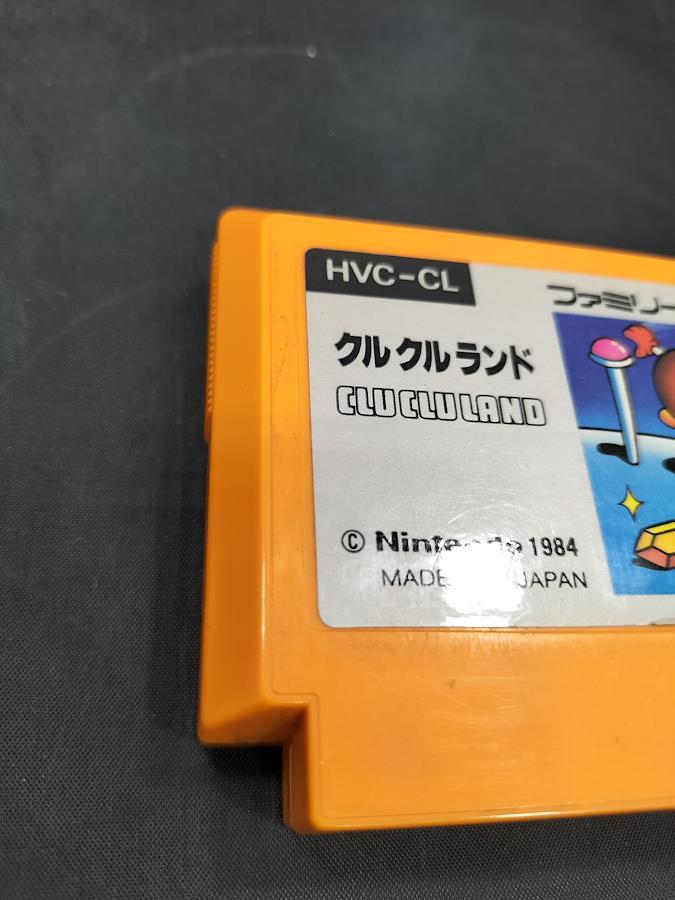 HVC-CL
ファミリー
クルクルランド
CLU CLU LAND
© Nintendo 1984
MADE JAPAN